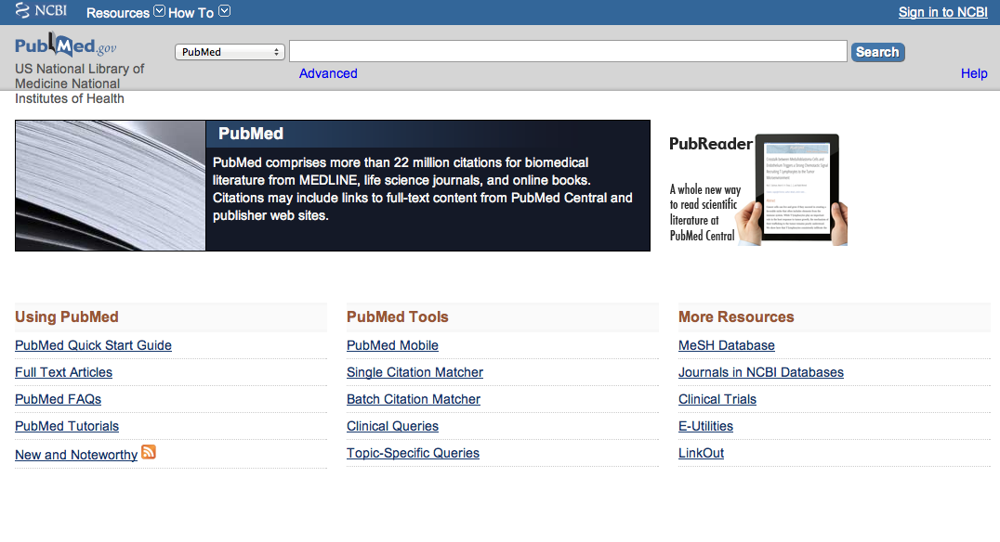 NCBI Resources How To Sign in to NCBI
PubMed.gov
US National Library of
Medicine National
Institutes of Health
PubMed
Search
Advanced
Help
PubMed
PubMed comprises more than 22 million citations for biomedical
literature from MEDLINE, life science journals, and online books.
Citations may include links to full-text content from PubMed Central and
publisher web sites.
PubReader
A whole new way
to read scientific
literature at
PubMed Central
Using PubMed
PubMed Quick Start Guide
Full Text Articles
PubMed FAQs
PubMed Tutorials
New and Noteworthy
PubMed Tools
PubMed Mobile
Single Citation Matcher
Batch Citation Matcher
Clinical Queries
Topic-Specific Queries
More Resources
MeSH Database
Journals in NCBI Databases
Clinical Trials
E-Utilities
LinkOut